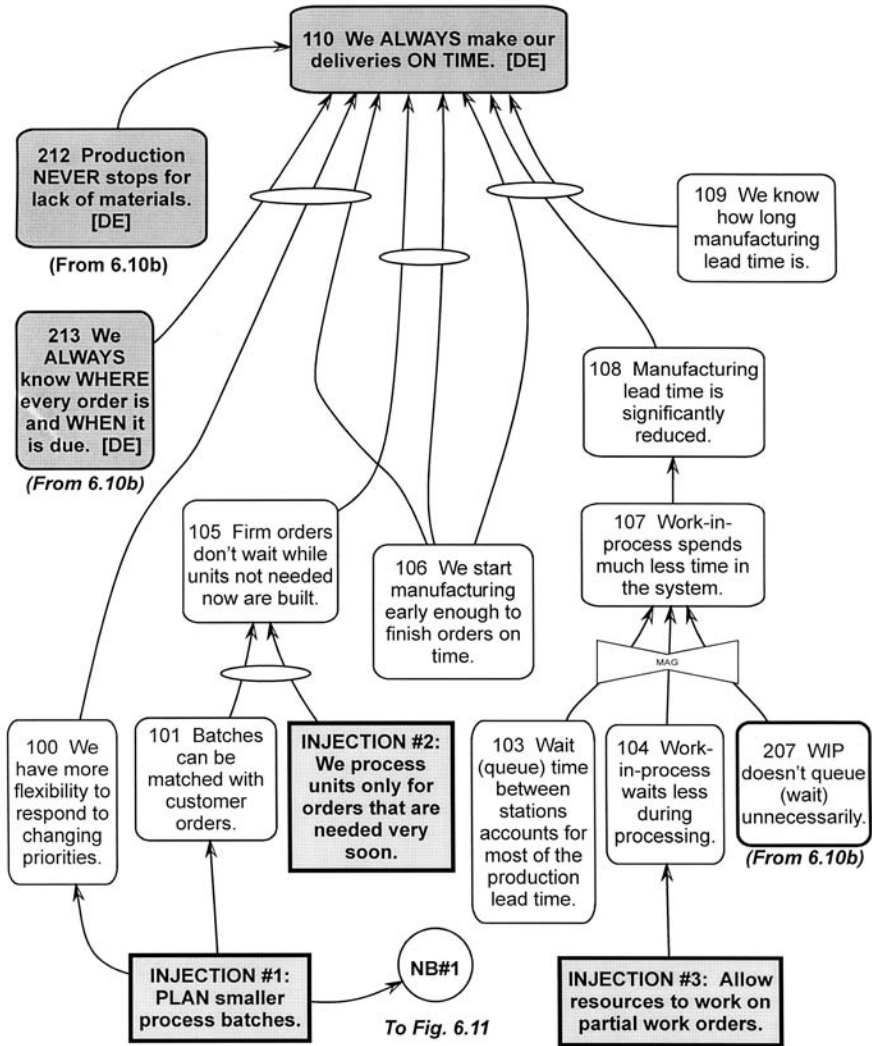 110 We ALWAYS make our
deliveries ON TIME. [DE]
212 Production
NEVER stops for
lack of materials.
[DE]
(From 6.10b)
109 We know
how long
manufacturing
lead time is.
213 We
ALWAYS
know WHERE
every order is
and WHEN it
is due. [DE]
(From 6.10b)
108 Manufacturing
lead time is
significantly
reduced.
105 Firm orders
don't wait while
units not needed
now are built.
106 We start
manufacturing
early enough to
finish orders on
time.
107 Work-in-
process spends
much less time in
the system.
MAG
100 We
have more
flexibility to
respond to
changing
priorities.
101 Batches
can be
matched with
customer
orders.
INJECTION #2:
We process
units only for
orders that are
needed very
soon.
103 Wait
(queue) time
between
stations
accounts for
most of the
production
lead time.
104 Work-
in-process
waits less
during
processing.
207 WIP
doesn't queue
(wait)
unnecessarily.
(From 6.10b)
INJECTION #1:
PLAN smaller
process batches.
NB#1
To Fig. 6.11
INJECTION #3: Allow
resources to work on
partial work orders.